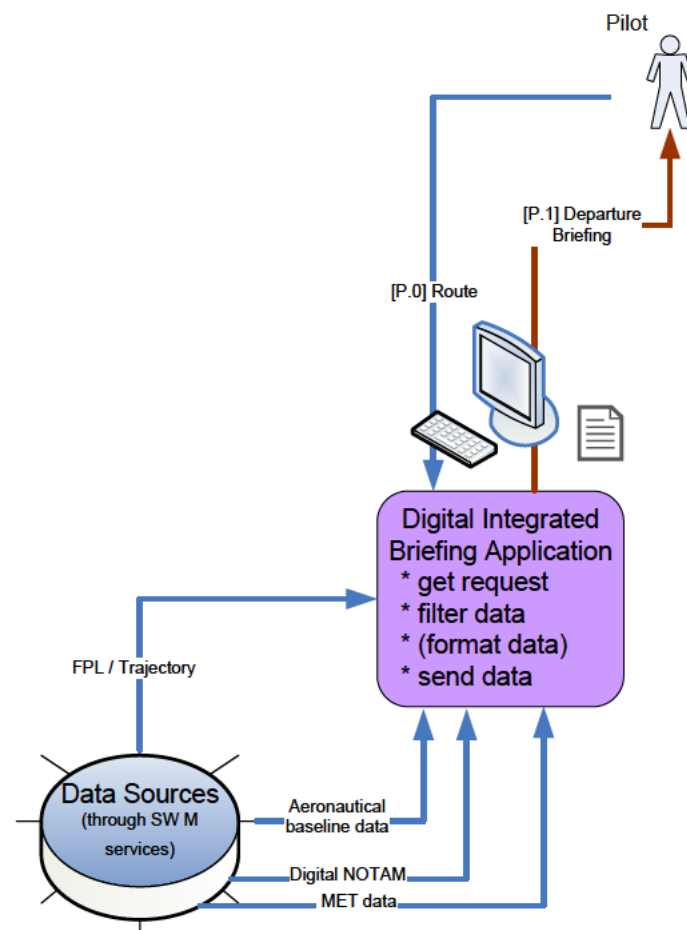 Pilot
[P.1] Departure
Briefing
[P.0] Route
Digital Integrated
Briefing Application
* get request
* filter data
* (format data)
* send data
FPL / Trajectory
Data Sources
(through SW M
services)
Aeronautical
baseline data
Digital NOTAM
MET data